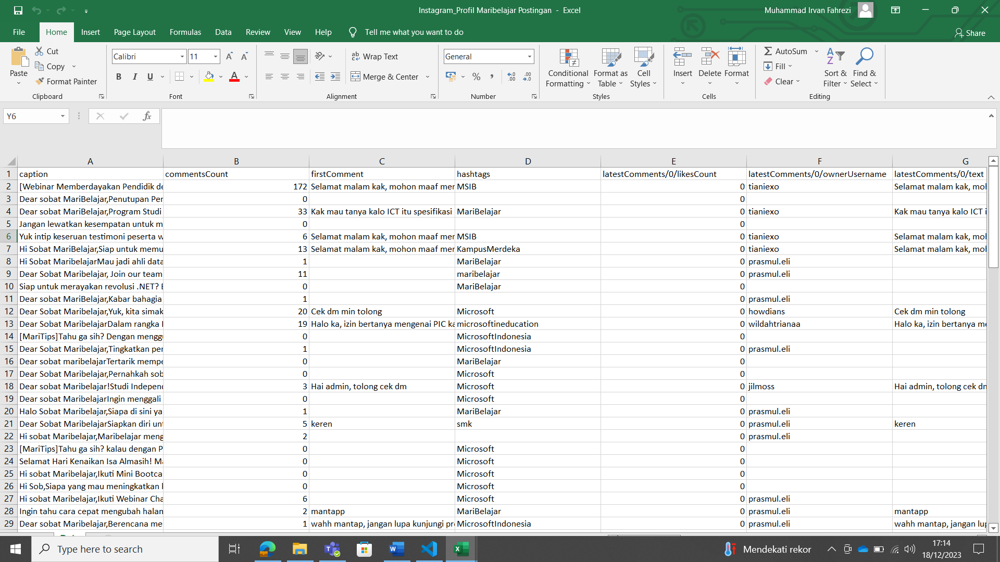 Instagram_Profil Maribelajar Postingan - Excel
Muhammad Irvan Fahrezi
File Home Insert Page Layout Formulas Data Review View Help Tell me what you want to do Share
Paste Cut Copy Format Painter Clipboard
Calibri 11 B I U A Font
Wrap Text Merge & Center Alignment
General % Number
Conditional Formatting Format as Table Cell Styles Styles
Insert Delete Format Cells
AutoSum Fill Clear Sort & Filter Find & Select Editing
Y6 fx
A B C D E F G
1 caption commentsCount firstComment hashtags latestComments/0/likesCount latestComments/0/ownerUsername latestComments/0/text
2 [Webinar Memberdayakan Pendidik de 172 Selamat malam kak, mohon maaf mer MSIB 0 tianiexo Selamat malam kak, moh
3 Dear sobat MariBelajar,Penutupan Per 0 0
4 Dear sobat MariBelajar,Program Studi 33 Kak mau tanya kalo ICT itu spesifikasi MariBelajar 0 tianiexo Kak mau tanya kalo ICT i
5 Jangan lewatkan kesempatan untuk m 0 0
6 Yuk intip keseruan testimoni peserta w 6 Selamat malam kak, mohon maaf mer MSIB 0 tianiexo Selamat malam kak, moh
7 Hi Sobat MariBelajar,Siap untuk memu 13 Selamat malam kak, mohon maaf mer KampusMerdeka 0 tianiexo Selamat malam kak, moh
8 Hi Sobat MaribelajarMau jadi ahli data 1 MariBelajar 0 prasmul.eli
9 Dear Sobat Maribelajar, Join our team 11 maribelajar 0 prasmul.eli
10 Siap untuk merayakan revolusi .NET? B 0 MariBelajar 0
11 Dear sobat MariBelajar,Kabar bahagia 1 0 prasmul.eli
12 Dear Sobat Maribelajar,Yuk, kita simak 20 Cek dm min tolong Microsoft 0 howdians Cek dm min tolong
13 Dear Sobat MaribelajarDalam rangka 19 Halo ka, izin bertanya mengenai PIC ka microsoftineducation 0 wildahtrianaa Halo ka, izin bertanya me
14 [MariTips]Tahu ga sih? Dengan menggu 0 MicrosoftIndonesia 0
15 Dear Sobat Maribelajar,Tingkatkan per 1 MicrosoftIndonesia 0 prasmul.eli
16 Dear sobat maribelajarTertarik mempe 0 MariBelajar 0
17 Dear Sobat Maribelajar,Pernahkah sob 0 Microsoft 0
18 Dear sobat Maribelajar!Studi Independ 3 Hai admin, tolong cek dm Microsoft 0 jilmoss Hai admin, tolong cek dm
19 Dear sobat MaribelajarIngin menggali 0 Microsoft 0
20 Halo Sobat Maribelajar,Siapa di sini ya 1 MariBelajar 0 prasmul.eli
21 Dear Sobat MaribelajarSiapkan diri unt 5 keren smk 0 prasmul.eli keren
22 Hi sobat Maribelajar,Maribelajar meng 2 0 prasmul.eli
23 [MariTips]Tahu ga sih? kalau dengan P 0 Microsoft 0
24 Selamat Hari Kenaikan Isa Almasih! Ma 0 Microsoft 0
25 Hi sobat Maribelajar,Ikuti Mini Bootca 0 Microsoft 0
26 Hi Sob,Siapa yang mau meningkatkan 0 Microsoft 0
27 Hi sobat Maribelajar,Ikuti Webinar Cha 6 Microsoft 0 prasmul.eli
28 Ingin tahu cara cepat mengubah halam 2 mantapp MariBelajar 0 prasmul.eli mantapp
29 Dear sobat Maribelajar,Berencana me 1 wahh mantap, jangan lupa kunjungi pro MicrosoftIndonesia 0 prasmul.eli wahh mantap, jangan lup
Type here to search
Mendekati rekor
17:14
18/12/2023